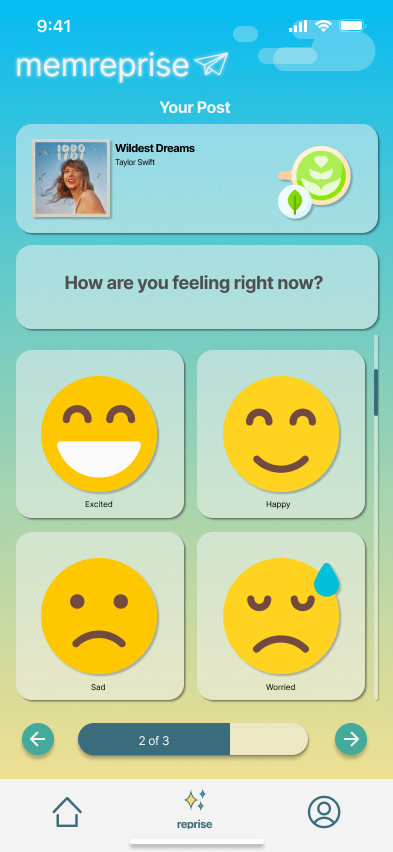 9:41
memreprise
Your Post
1989
Wildest Dreams
Taylor Swift
How are you feeling right now?
Excited
Happy
Sad
Worried
2 of 3
reprise